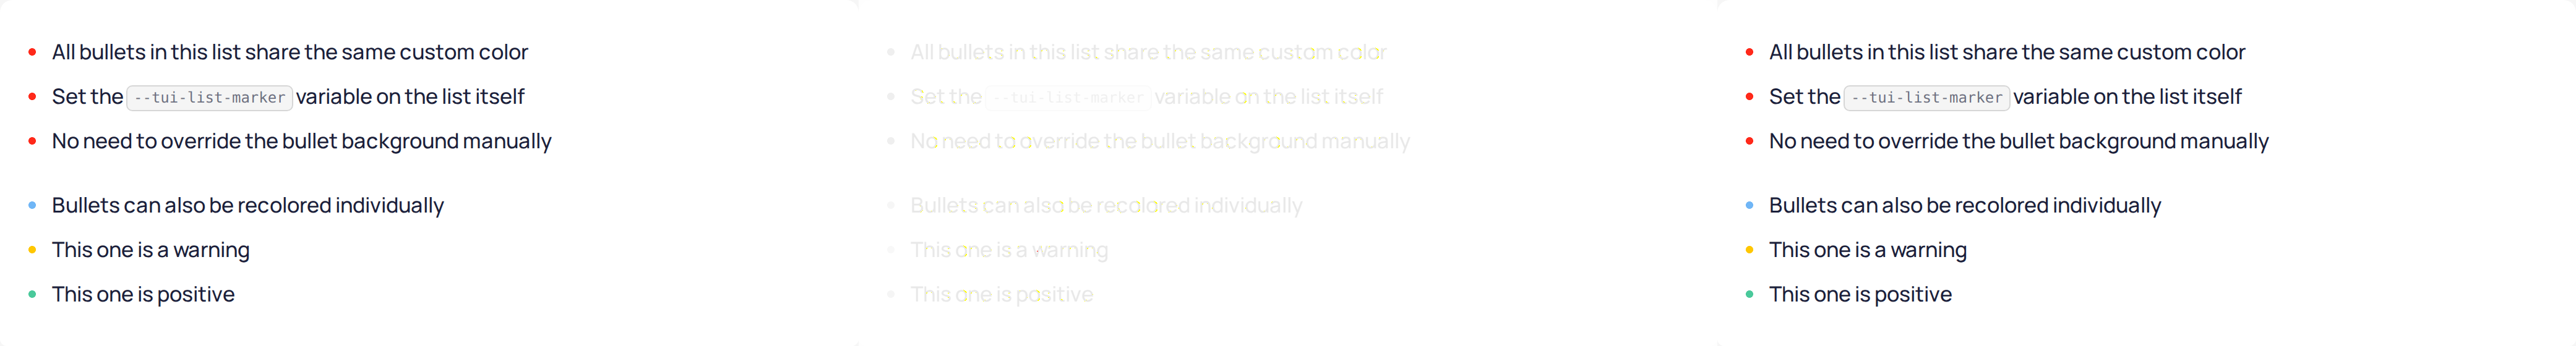 All bullets in this list share the same custom color
Set the --tui-list-marker variable on the list itself
No need to override the bullet background manually
Bullets can also be recolored individually
This one is a warning
This one is positive
All bullets in this list share the same custom color
Set the --tui-list-marker variable on the list itself
No need to override the bullet background manually
Bullets can also be recolored individually
This one is a warning
This one is positive
All bullets in this list share the same custom color
Set the --tui-list-marker variable on the list itself
No need to override the bullet background manually
Bullets can also be recolored individually
This one is a warning
This one is positive